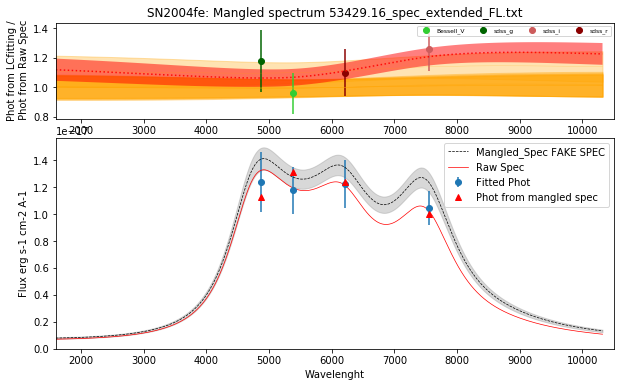 SN2004fe: Mangled spectrum 53429.16_spec_extended_FL.txt
Phot from LCfitting /
Phot from Raw Spec
1.4
1.2
1.0
0.8
Bessell_V
sdss_g
sdss_i
sdss_r
2000 3000 4000 5000 6000 7000 8000 9000 10000
Flux erg s-1 cm-2 A-1
1.4
1.2
1.0
0.8
0.6
0.4
0.2
0.0
Mangled_Spec FAKE SPEC
Raw Spec
Fitted Phot
Phot from mangled spec
2000 3000 4000 5000 6000 7000 8000 9000 10000
Wavelenght